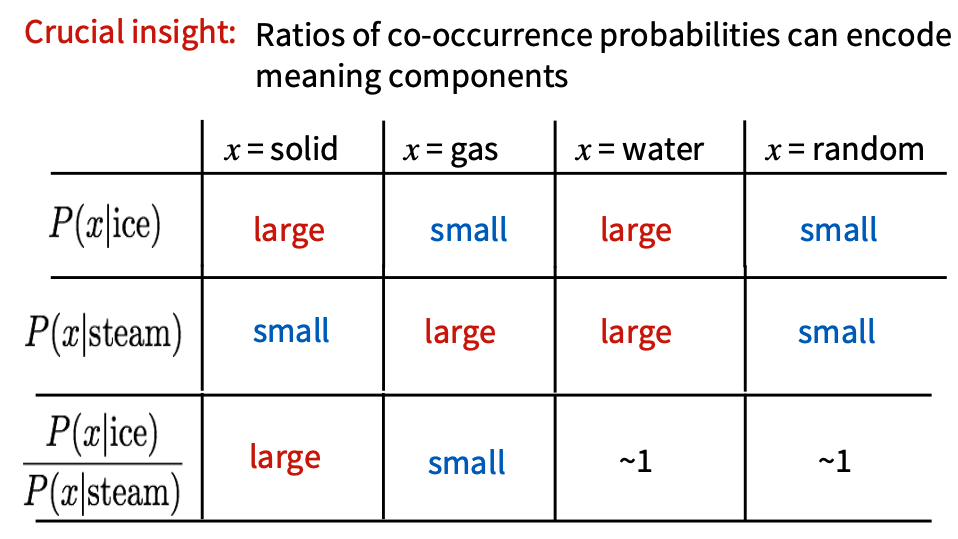 Crucial insight: Ratios of co-occurrence probabilities can encode
meaning components
x = solid x = gas x = water x = random
P(x|ice) large small large small
P(x|steam) small large large small
P(x|ice)
P(x|steam) large small ~1 ~1